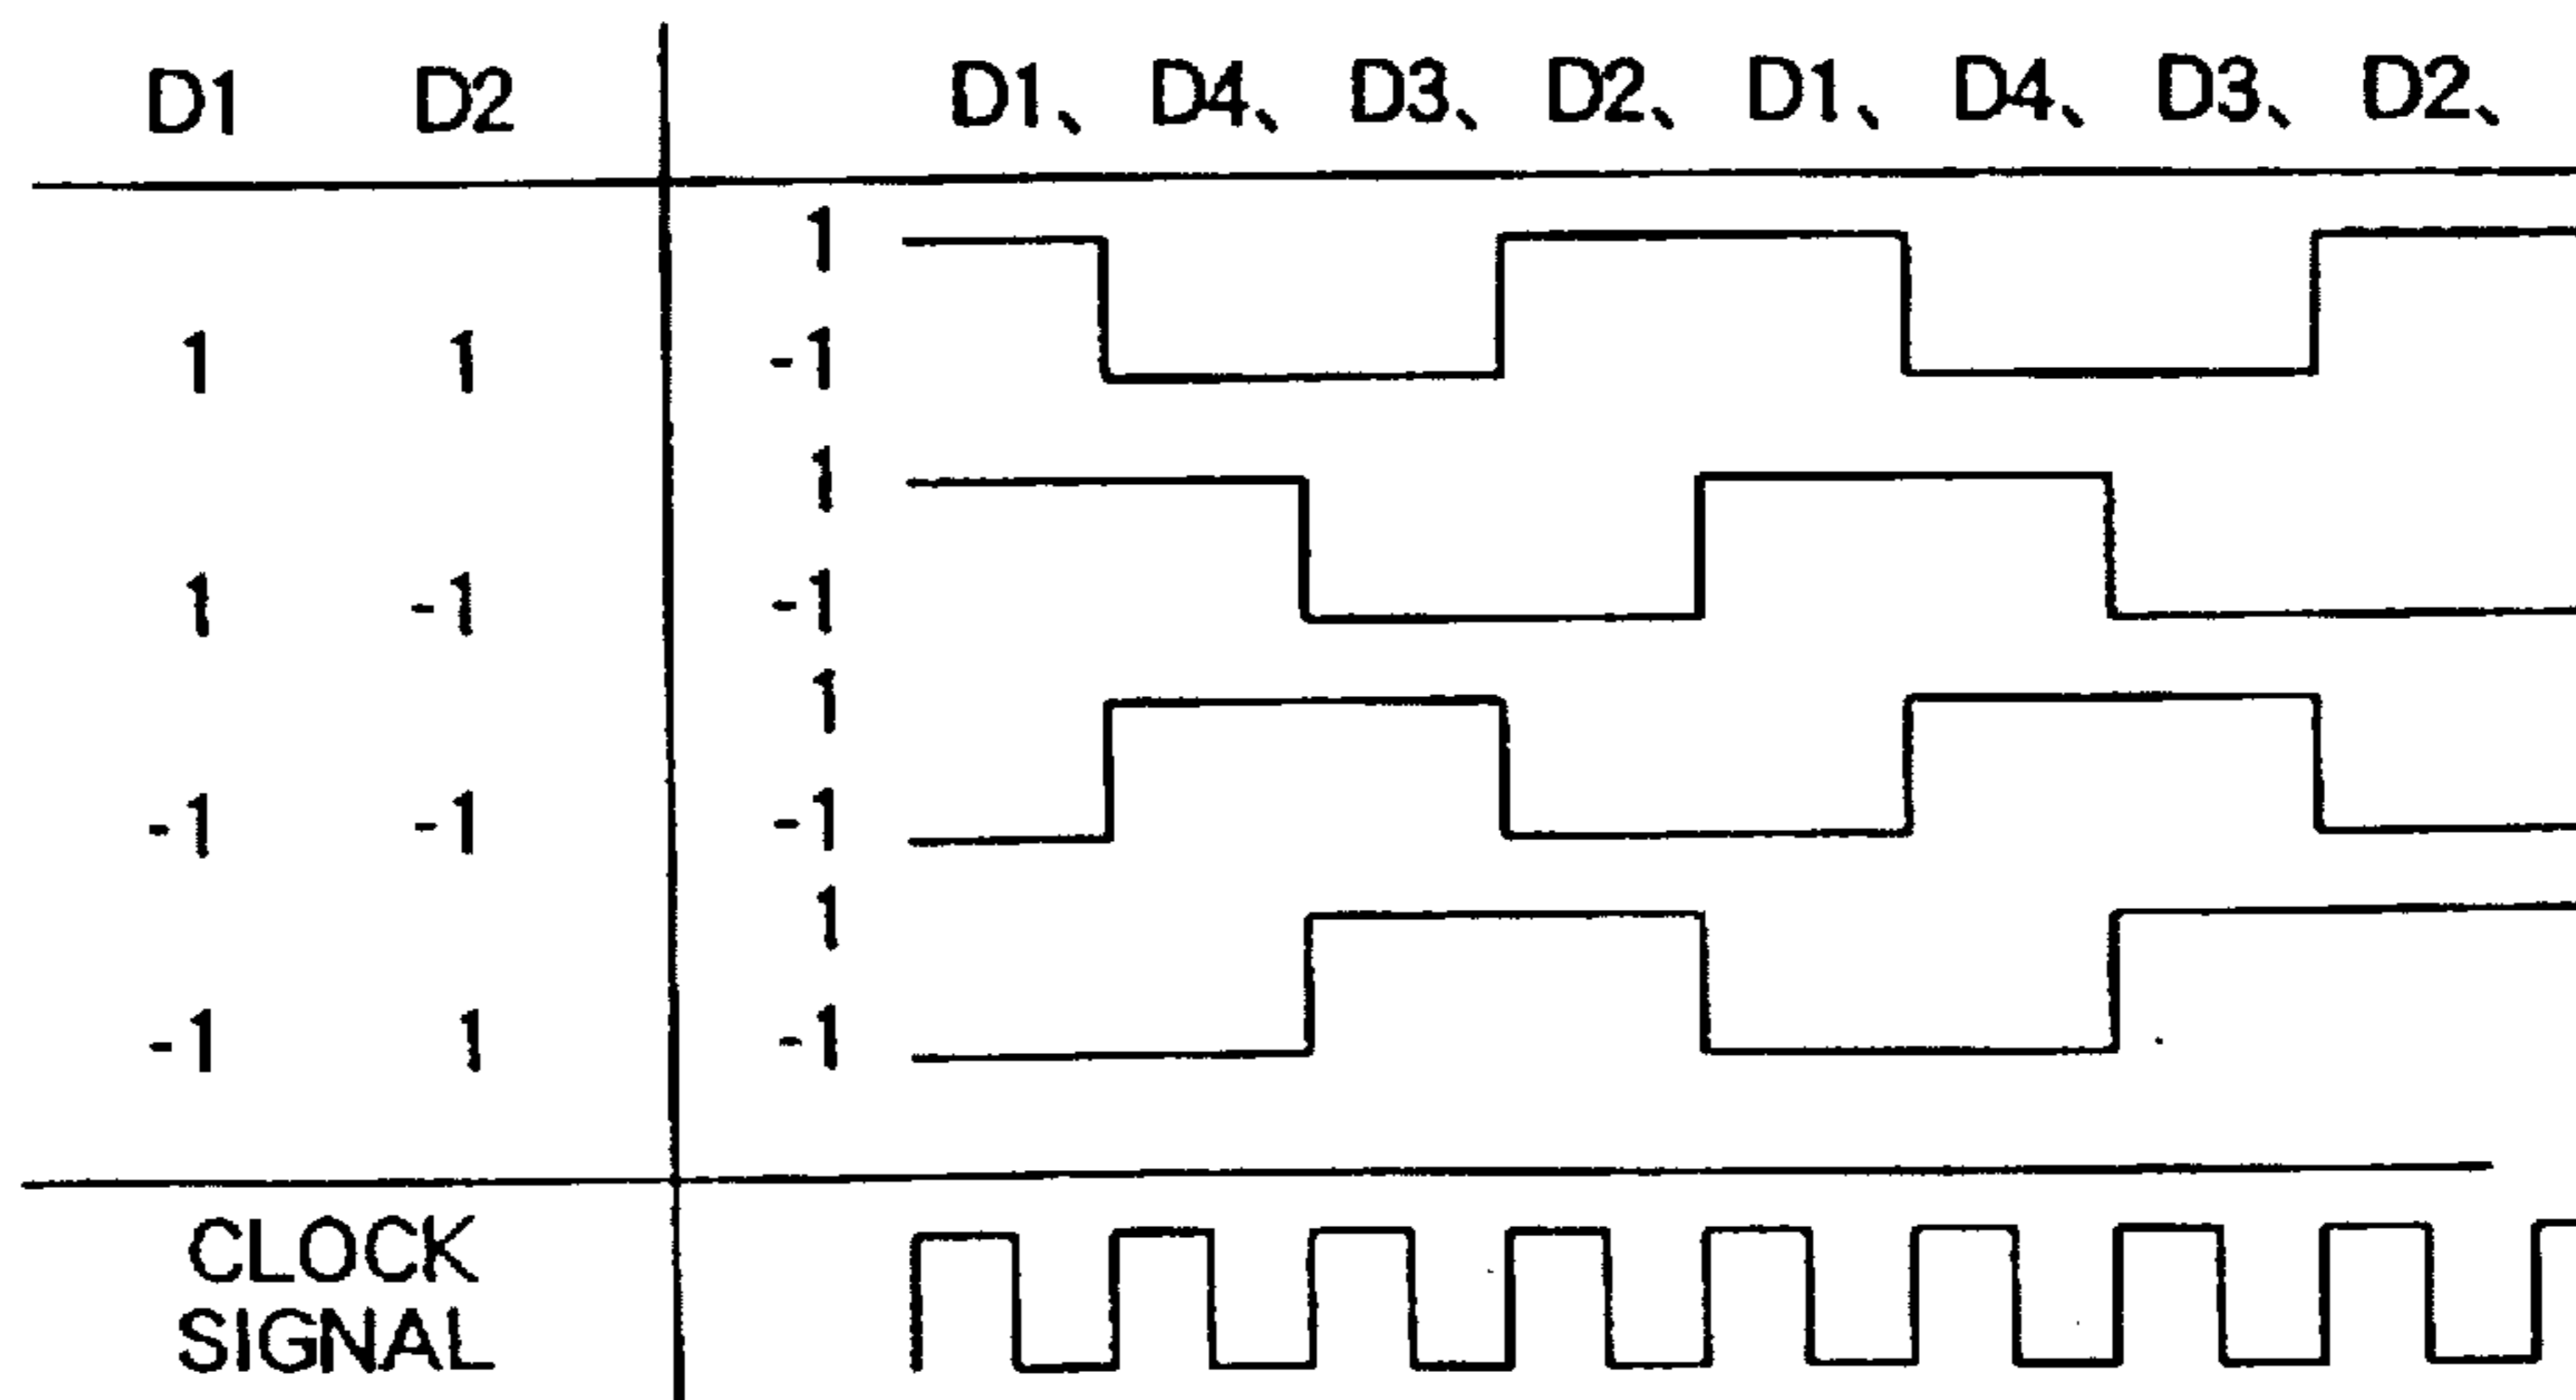 D1 D2 D1、D4、D3、D2、D1、D4、D3、D2、
1
1 1 -1
1
1 -1 -1
1
-1 -1 -1
1
-1 1 -1
CLOCK
SIGNAL